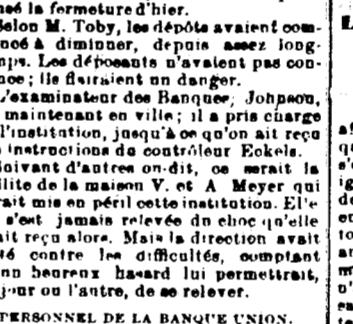 sé la fermeture d'hier.
Selon M. Toby, les dépôts avaient com-
ncé à diminuer, depuis assez long-
mps. Les déposants n'avaient pas con-
nce; ils flairaient un danger.
L'examinateur des Banques, Johnson,
maintenant en ville; il a pris charge
l'institution, jusqu'à ce qu'on ait reçu
instructions du contrôleur Eckels.
Suivant d'autres on-dit, ce serait la
ilite de la maison V. et A Meyer qui
rait mis en péril cette institution. El'e
s'est jamais relevée du choc qu'elle
ait reçu alors. Mais la direction avait
té contre les difficultés, comptant
un heureux hasard lui permettrait,
jour ou l'autre, de se relever.
PERSONNEL DE LA BANQUE UNION.